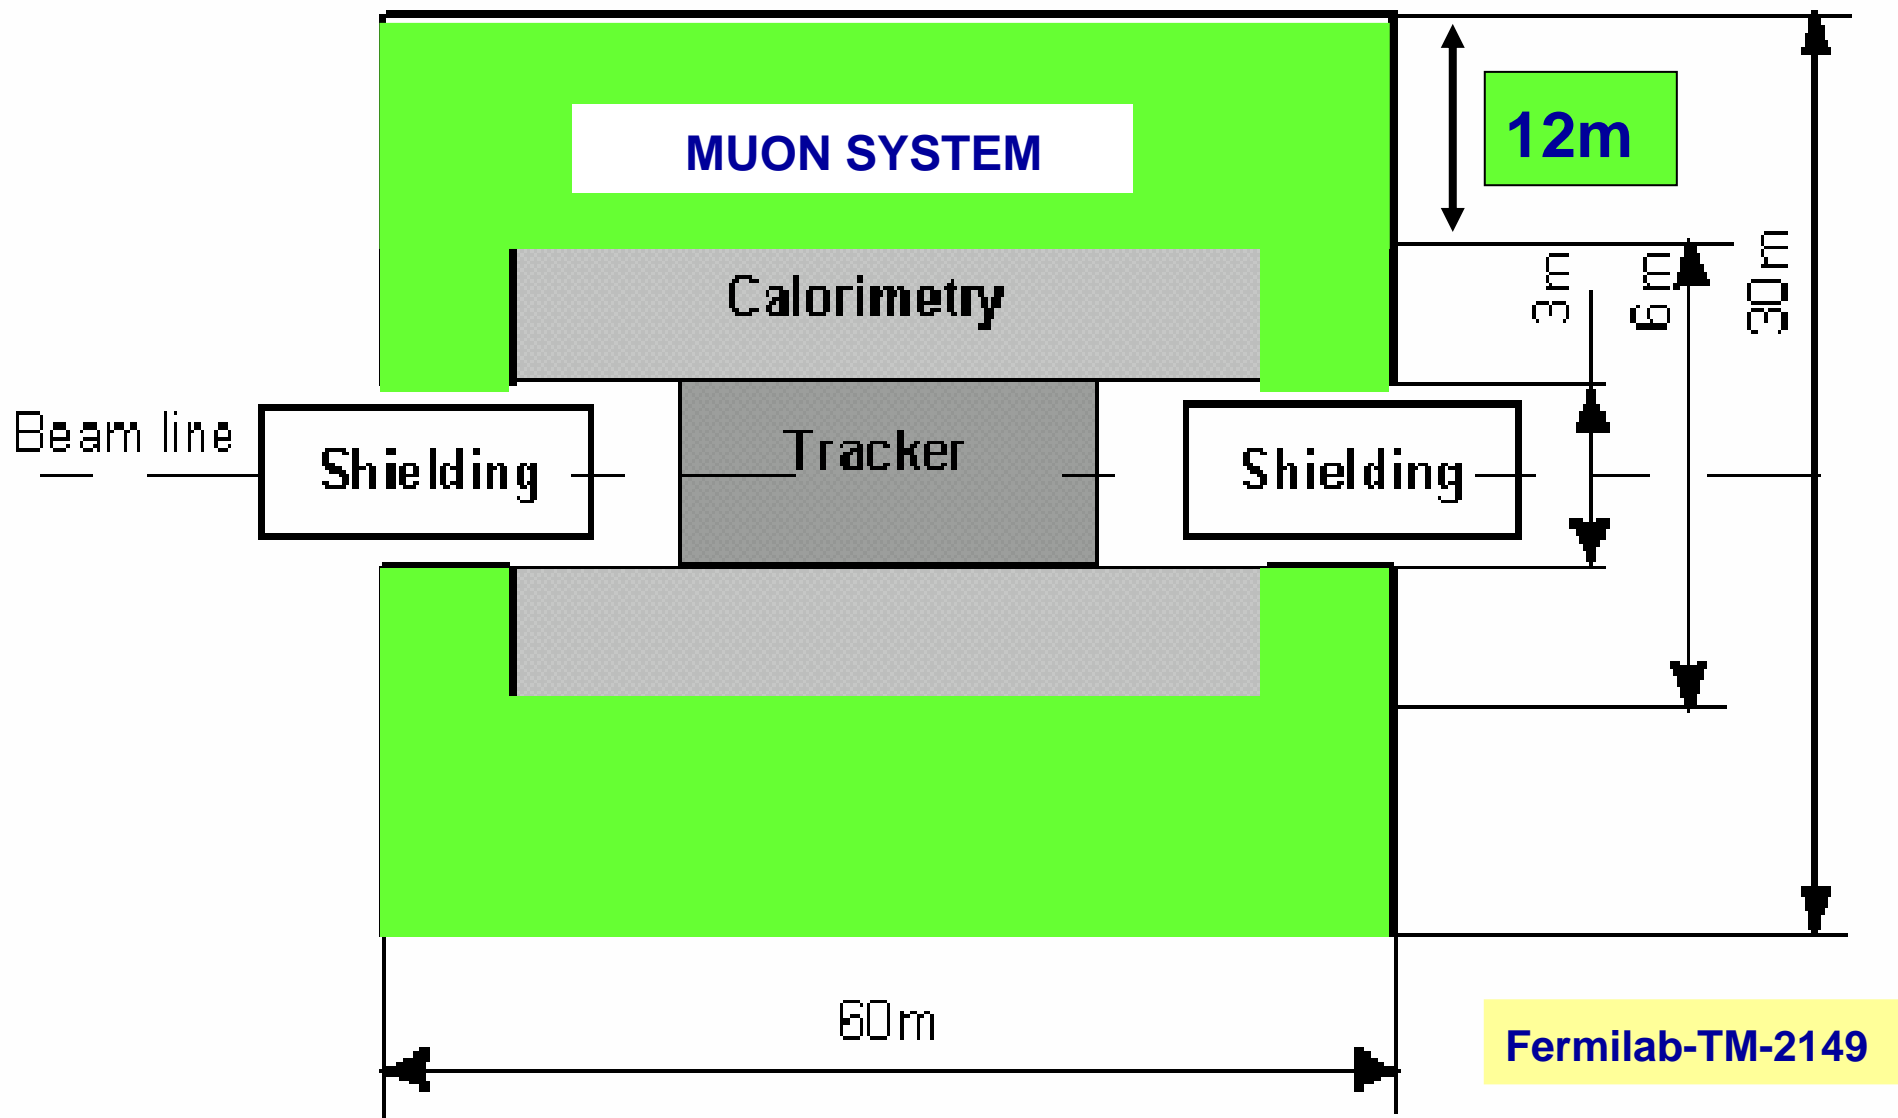 MUON SYSTEM
12m
Calorimetry
3m
6m
30m
Beam line
Shielding
Tracker
Shielding
60m
Fermilab-TM-2149